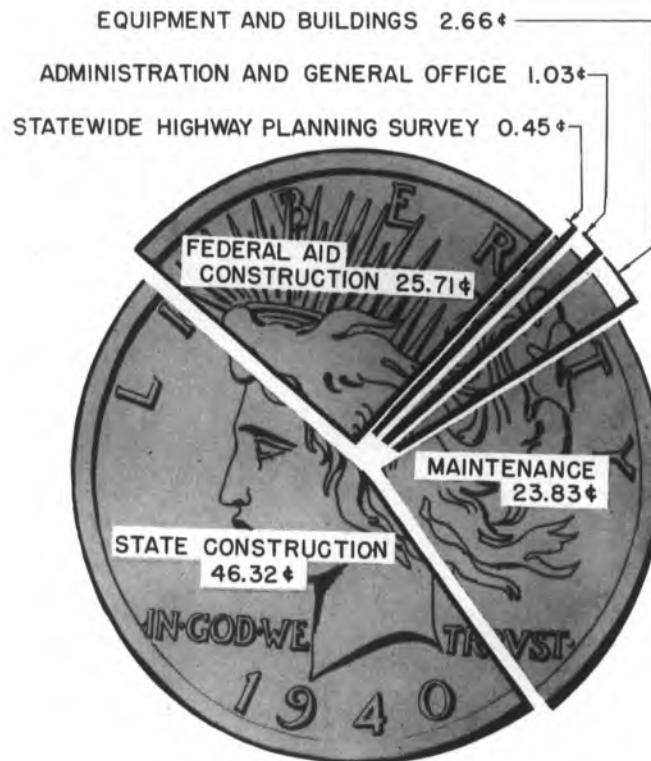 EQUIPMENT AND BUILDINGS 2.66¢
ADMINISTRATION AND GENERAL OFFICE 1.03¢
STATEWIDE HIGHWAY PLANNING SURVEY 0.45¢
LIBERTY
FEDERAL AID
CONSTRUCTION 25.71¢
MAINTENANCE
23.83¢
STATE CONSTRUCTION
46.32¢
IN·GOD·WE TRVST·
1940